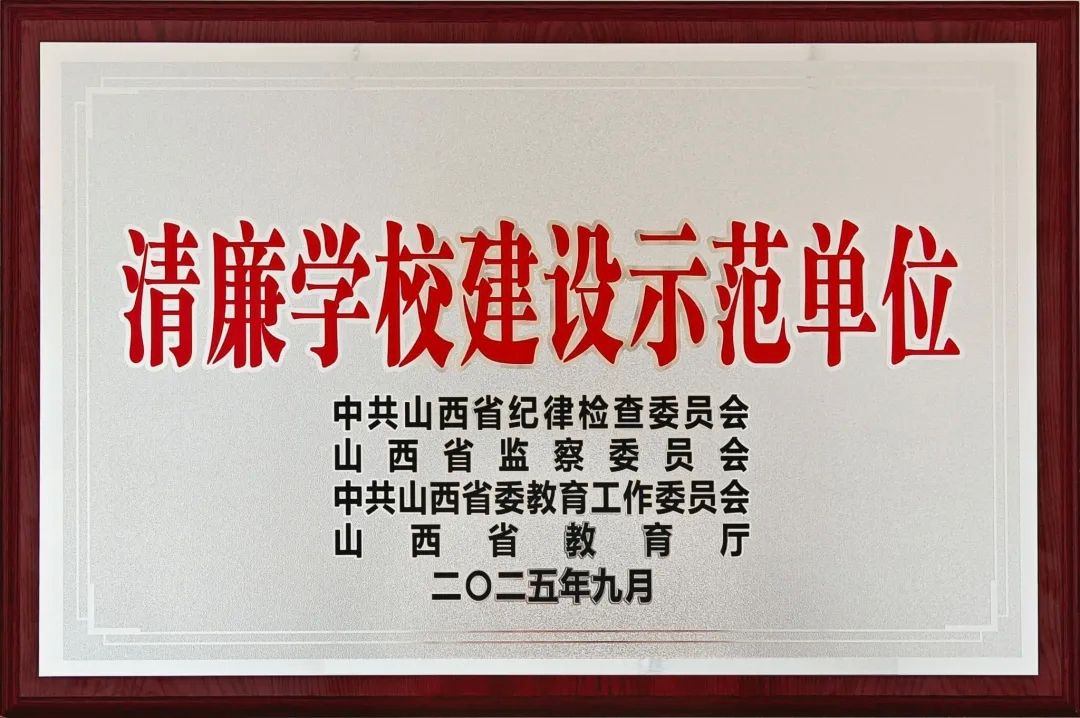 清廉学校建设示范单位
中共山西省纪律检查委员会
山西省监察委员会
中共山西省委教育工作委员会
山西省教育厅
二〇二五年九月